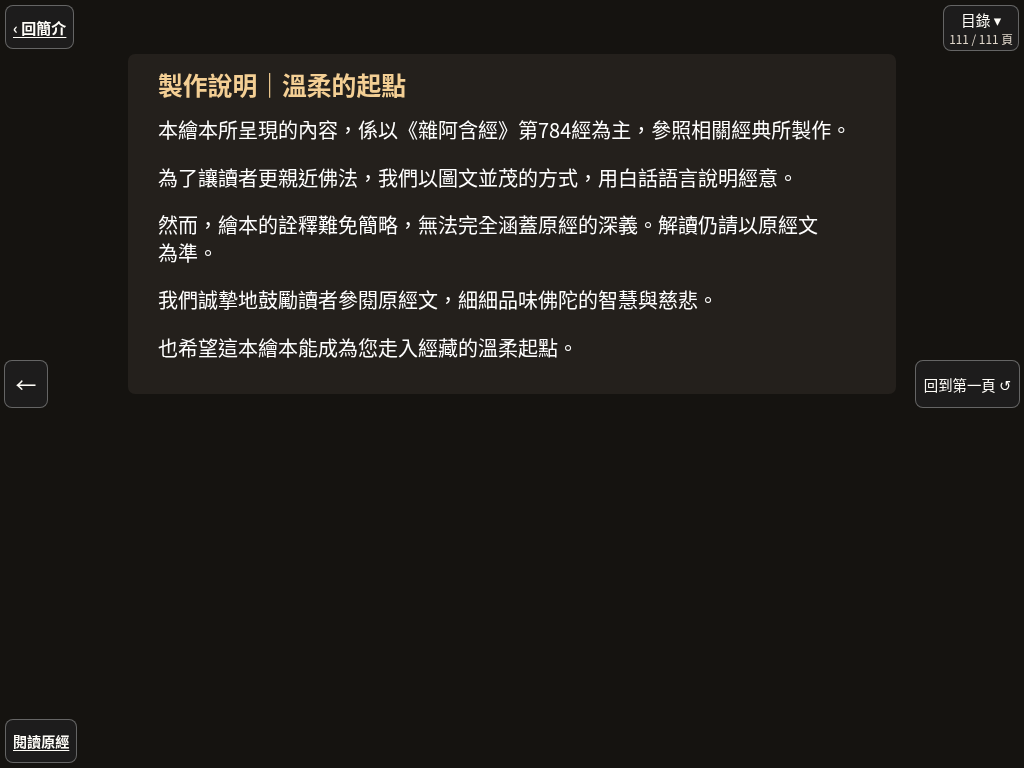 ‹ 回簡介
目錄 ▾
111 / 111 頁
製作說明｜溫柔的起點
本繪本所呈現的內容，係以《雜阿含經》第784經為主，參照相關經典所製作。
為了讓讀者更親近佛法，我們以圖文並茂的方式，用白話語言說明經意。
然而，繪本的詮釋難免簡略，無法完全涵蓋原經的深義。解讀仍請以原經文
為準。
我們誠摯地鼓勵讀者參閱原經文，細細品味佛陀的智慧與慈悲。
也希望這本繪本能成為您走入經藏的溫柔起點。
←
回到第一頁 ↺
閱讀原經